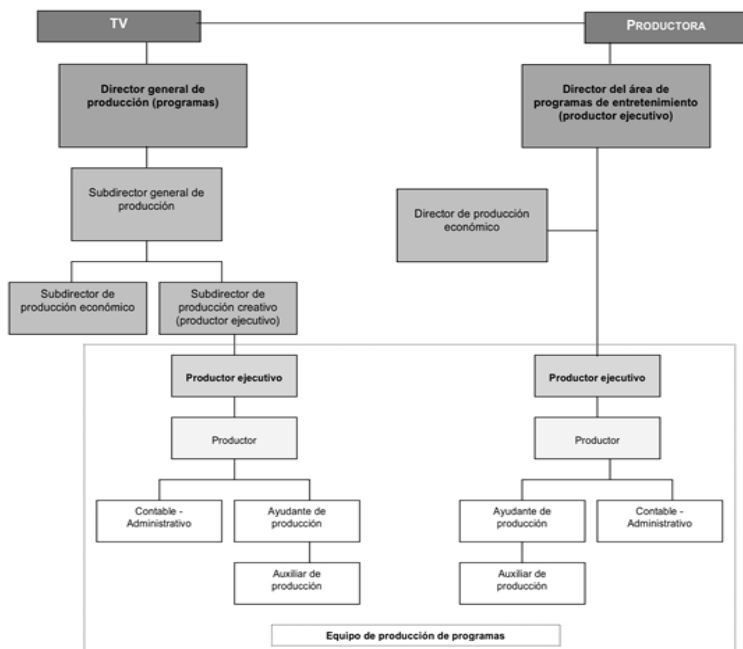 TV
PRODUCTORA
Director general de
producción (programas)
Director del área de
programas de entretenimiento
(productor ejecutivo)
Subdirector general de
producción
Director de producción
económico
Subdirector de
producción económico
Subdirector de
producción creativo
(productor ejecutivo)
Productor ejecutivo
Productor ejecutivo
Productor
Productor
Contable -
Administrativo
Ayudante de
producción
Ayudante de
producción
Contable -
Administrativo
Auxiliar de
producción
Auxiliar de
producción
Equipo de producción de programas